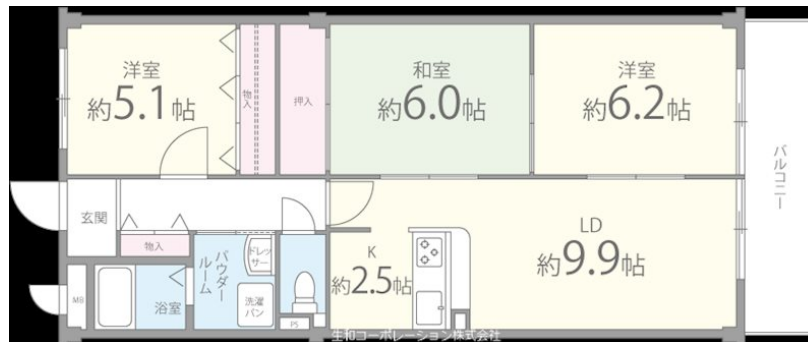 洋室
約5.1帖
物入
押入
和室
約6.0帖
洋室
約6.2帖
バルコニー
玄関
物入
MB
浴室
パウダー
ルーム
ドレッ
サー
洗濯
パン
PS
K
約2.5帖
LD
約9.9帖
生和コーポレーション株式会社